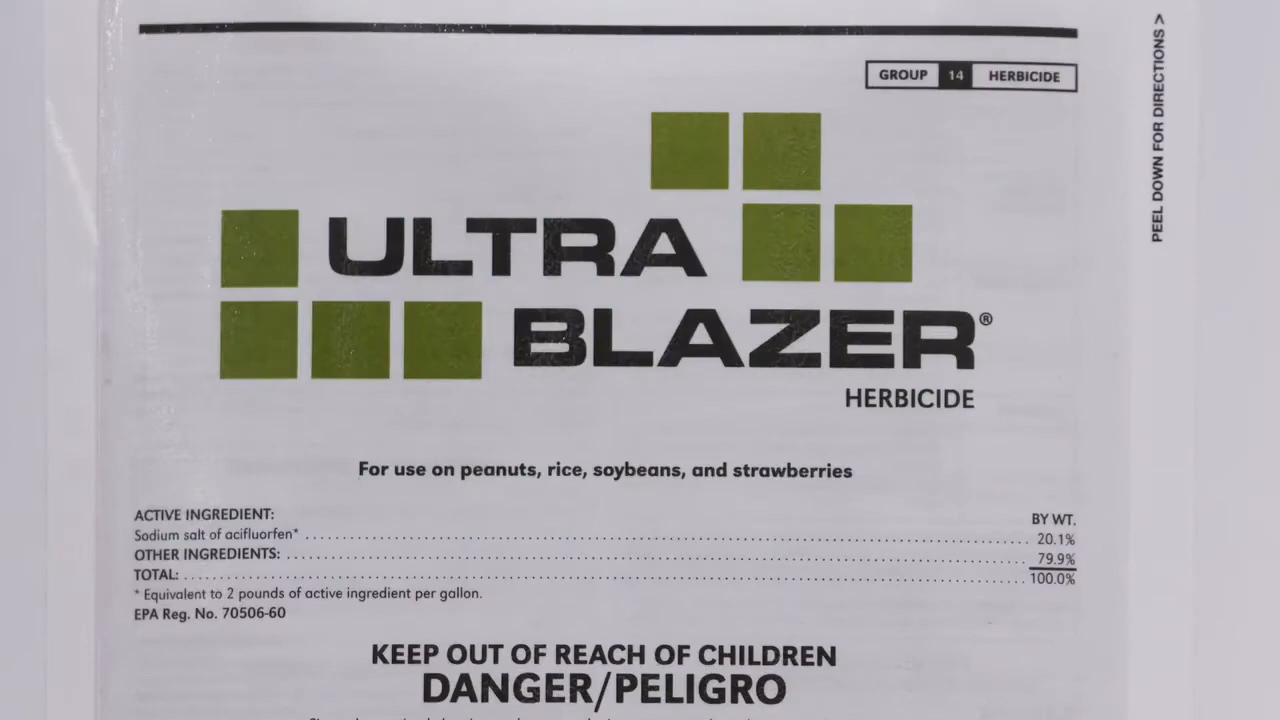 PEEL DOWN FOR DIRECTIONS >
GROUP 14 HERBICIDE
ULTRA
BLAZER®
HERBICIDE
For use on peanuts, rice, soybeans, and strawberries
ACTIVE INGREDIENT: BY WT.
Sodium salt of acifluorfen* 20.1%
OTHER INGREDIENTS: 79.9%
TOTAL: 100.0%
* Equivalent to 2 pounds of active ingredient per gallon.
EPA Reg. No. 70506-60
KEEP OUT OF REACH OF CHILDREN
DANGER/PELIGRO